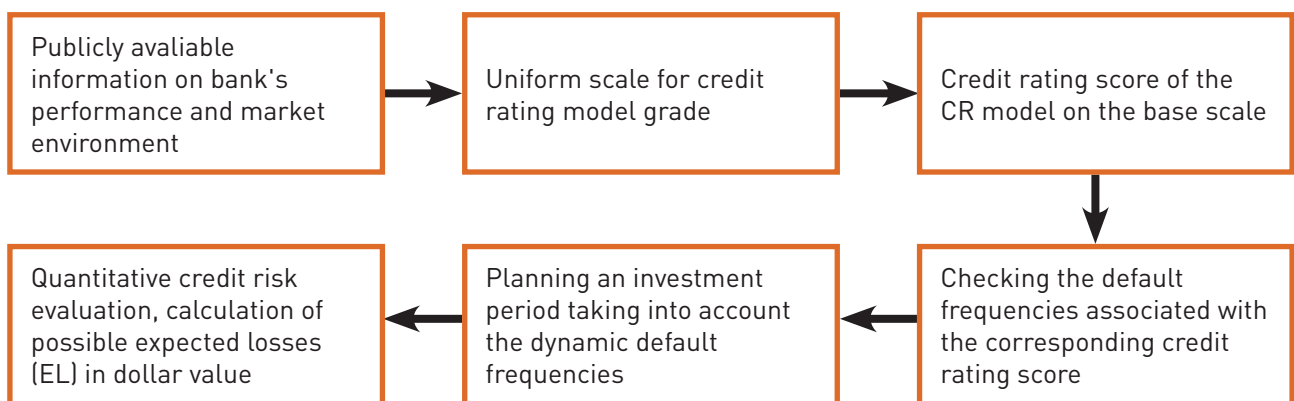 Publicly avaliable
information on bank's
performance and market
environment
Uniform scale for credit
rating model grade
Credit rating score of the
CR model on the base scale
Checking the default
frequencies associated with
the corresponding credit
rating score
Planning an investment
period taking into account
the dynamic default
frequencies
Quantitative credit risk
evaluation, calculation of
possible expected losses
(EL) in dollar value